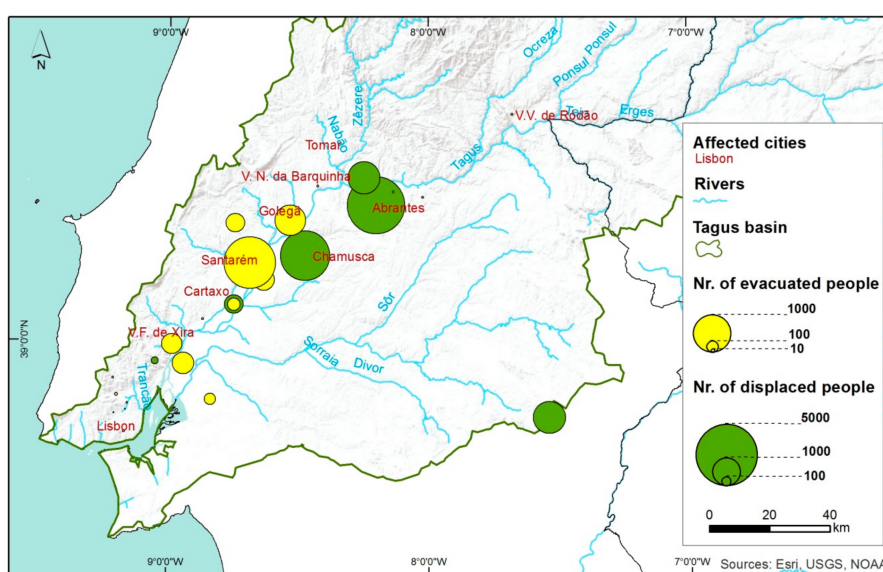 9°0'0"W
8°0'0"W
7°0'0"W
N
Ocreza
Ponsul
Ponsul
Zêzere
Nabão
V.V. de Rodão
Tejo
Erges
Tomar
Tagus
V. N. da Barquinha
Golegã
Abrantes
Santarém
Chamusca
Cartaxo
Sôr
39°0'0"N
V.F. de Xira
Sorraia
Divor
Trancão
Lisbon
Affected cities
Lisbon
Rivers
Tagus basin
Nr. of evacuated people
1000
100
10
Nr. of displaced people
5000
1000
100
0 20 40
km
9°0'0"W
8°0'0"W
7°0'0"W
Sources: Esri, USGS, NOAA